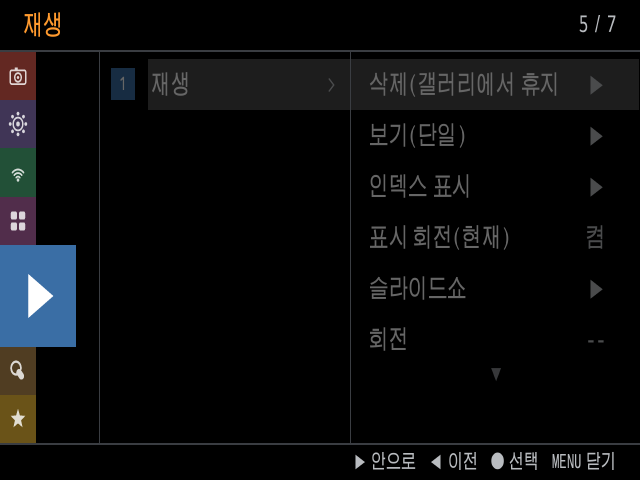 재생
5 / 7
1 재생
삭제(갤러리에서 휴지
보기(단일)
인덱스 표시
표시 회전(현재) 켬
슬라이드쇼
회전 --
안으로 이전 선택 MENU 닫기